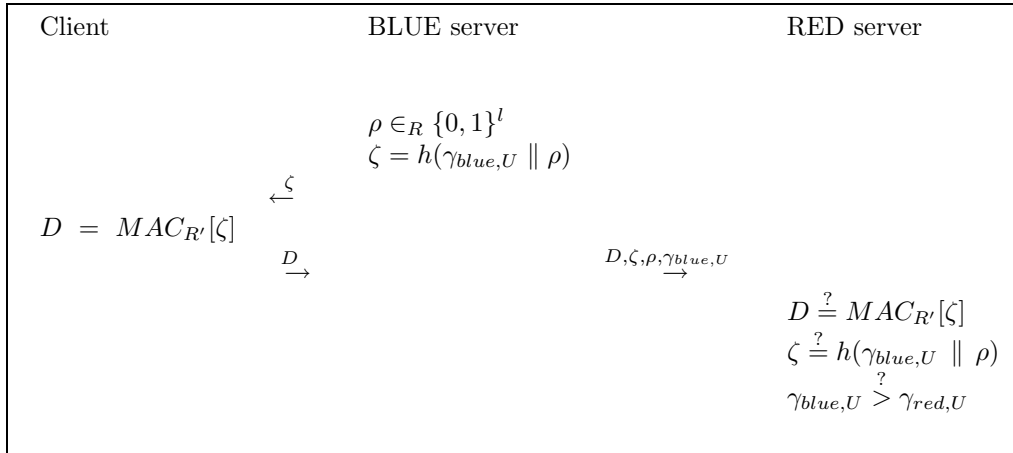 Client BLUE server RED server
ρ ∈_R {0, 1}^l
ζ = h(γ_{blue,U} ∥ ρ)
ζ
←
D = MAC_{R′}[ζ]
D D,ζ,ρ,γ_{blue,U}
→ →
D ?= MAC_{R′}[ζ]
ζ ?= h(γ_{blue,U} ∥ ρ)
γ_{blue,U} ?> γ_{red,U}